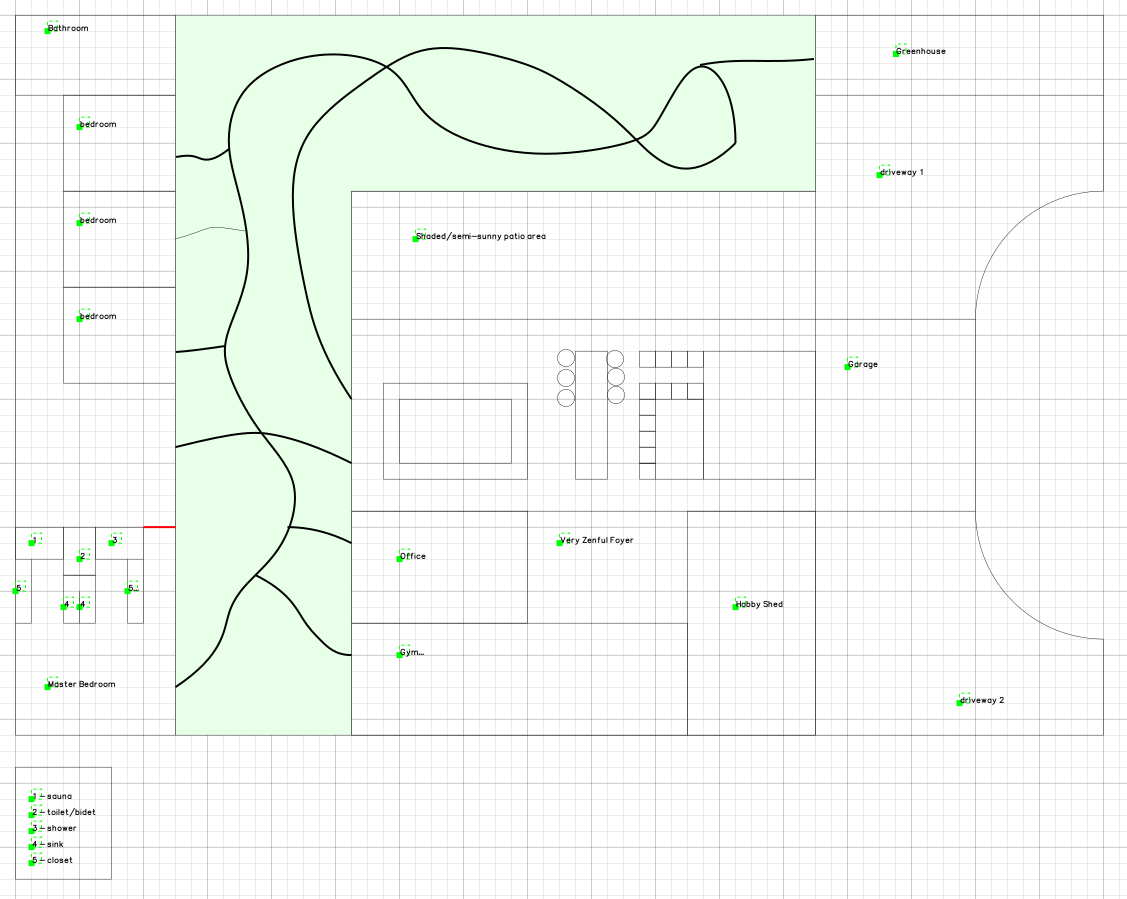 Bathroom
Greenhouse
bedroom
driveway 1
bedroom
Shaded/semi-sunny patio area
bedroom
Garage
1
3
Very Zenful Foyer
2
Office
5
5...
4
4
Hobby Shed
Gym...
Master Bedroom
driveway 2
1 - sauna
2 - toilet/bidet
3 - shower
4 - sink
5 - closet